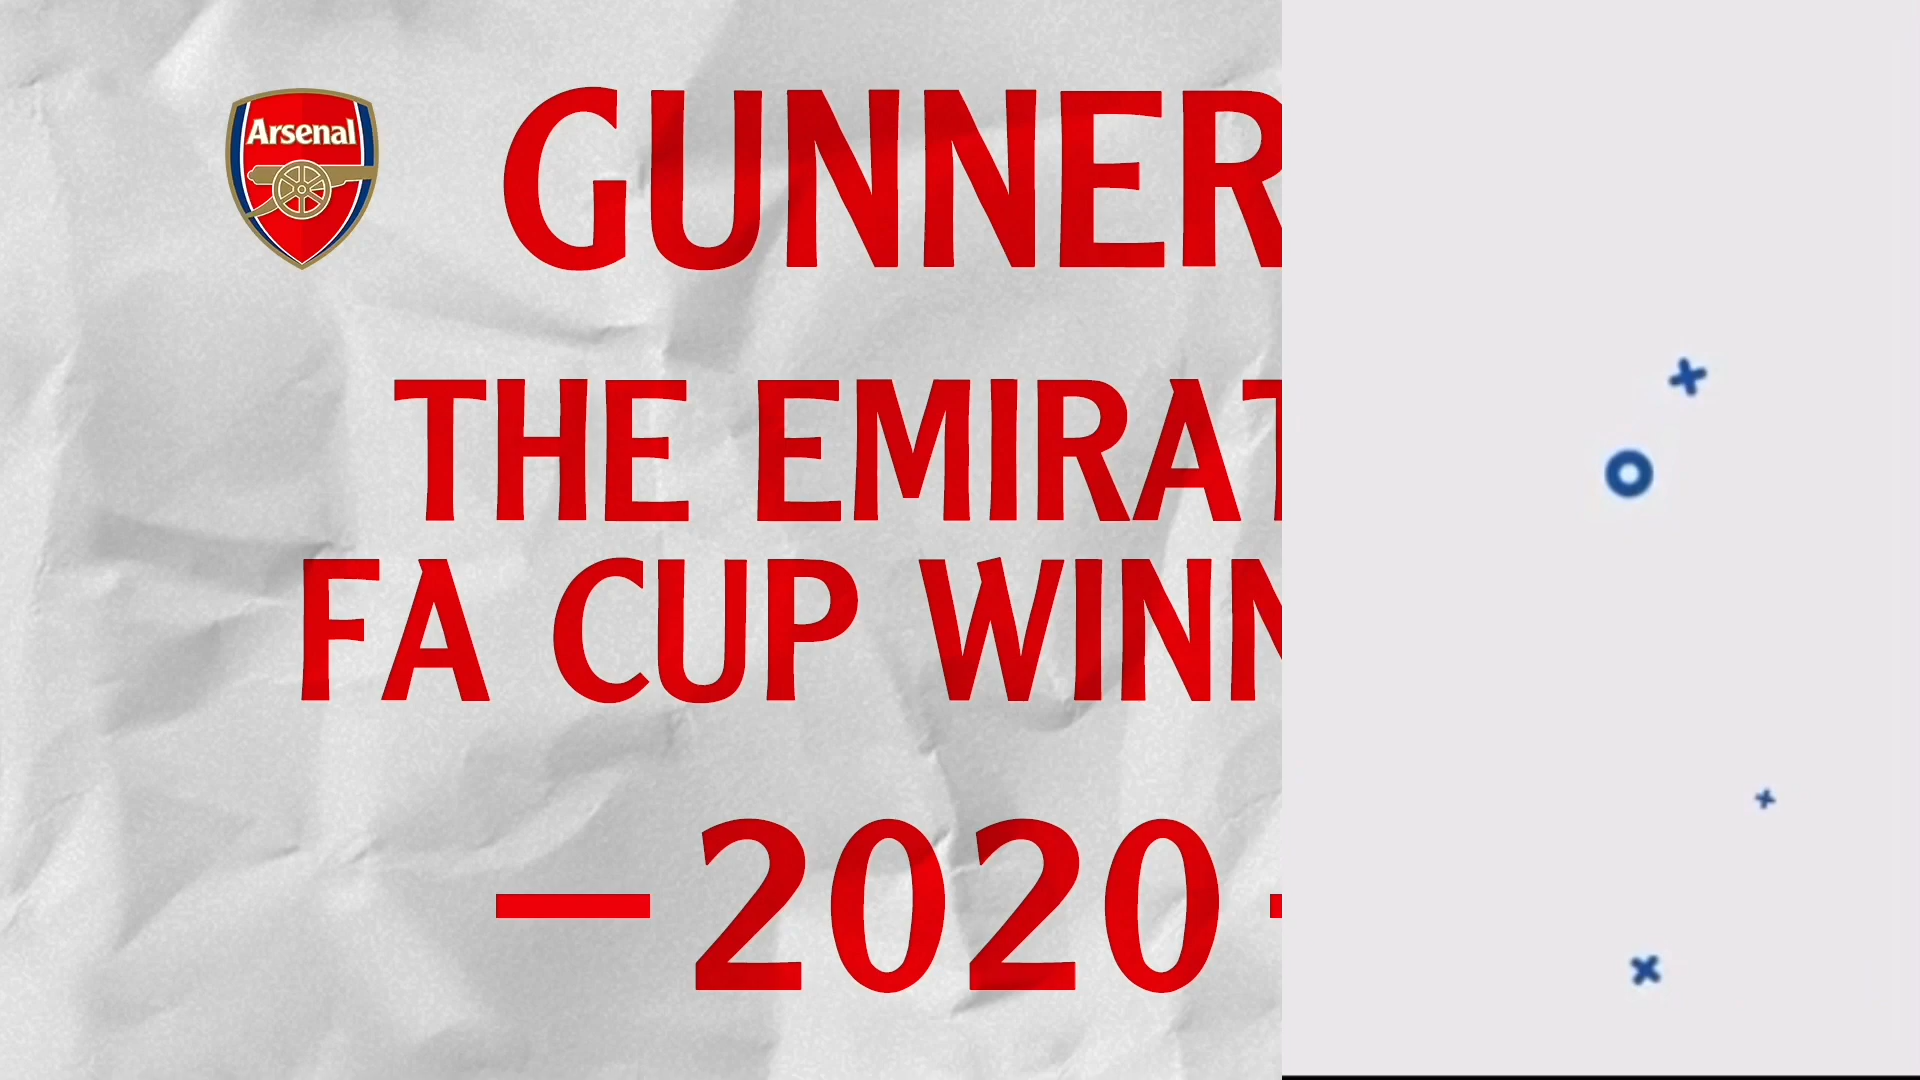 Arsenal
GUNNER
THE EMIRAT
FA CUP WINN
—2020-